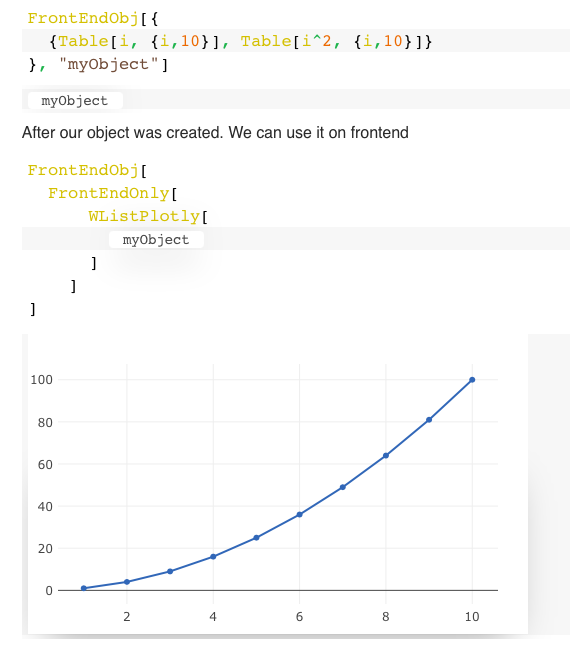 FrontEndObj[{
{Table[i, {i,10}], Table[i^2, {i,10}]}
}, "myObject"]
myObject
After our object was created. We can use it on frontend
FrontEndObj[
FrontEndOnly[
WListPlotly[
myObject
]
]
]
100
80
60
40
20
0
2 4 6 8 10